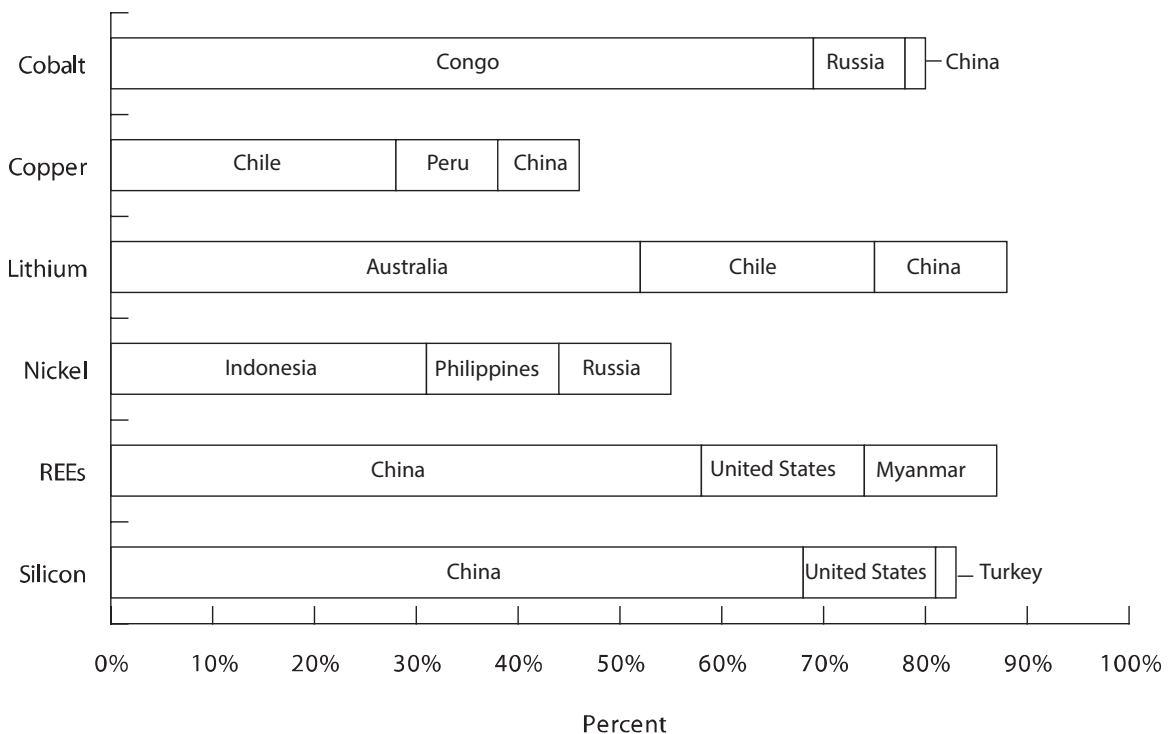 Cobalt
Congo
Russia
China
Copper
Chile
Peru
China
Lithium
Australia
Chile
China
Nickel
Indonesia
Philippines
Russia
REEs
China
United States
Myanmar
Silicon
China
United States
Turkey
0% 10% 20% 30% 40% 50% 60% 70% 80% 90% 100%
Percent